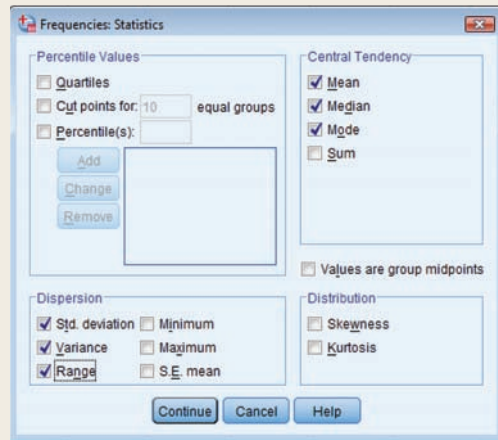 Frequencies: Statistics
Percentile Values
Quartiles
Cut points for: 10 equal groups
Percentile(s):
Add
Change
Remove
Central Tendency
Mean
Median
Mode
Sum
Values are group midpoints
Dispersion
Std. deviation Minimum
Variance Maximum
Range S.E. mean
Distribution
Skewness
Kurtosis
Continue Cancel Help